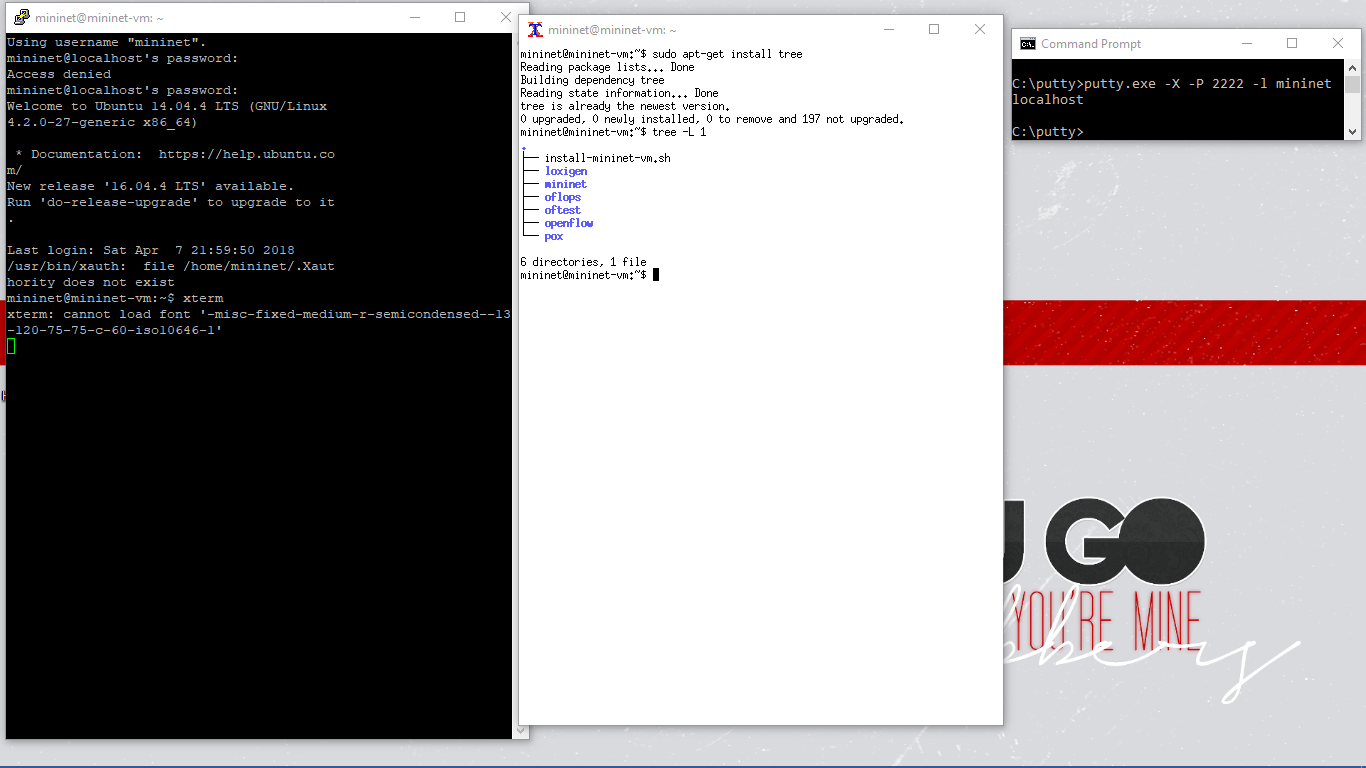 mininet@mininet-vm: ~
Using username "mininet".
mininet@localhost's password:
Access denied
mininet@localhost's password:
Welcome to Ubuntu 14.04.4 LTS (GNU/Linux
4.2.0-27-generic x86_64)
* Documentation:  https://help.ubuntu.co
m/
New release '16.04.4 LTS' available.
Run 'do-release-upgrade' to upgrade to it
.
Last login: Sat Apr  7 21:59:50 2018
/usr/bin/xauth:  file /home/mininet/.Xaut
hority does not exist
mininet@mininet-vm:~$ xterm
xterm: cannot load font '-misc-fixed-medium-r-semicondensed--13
-120-75-75-c-60-iso10646-1'
mininet@mininet-vm: ~
mininet@mininet-vm:~$ sudo apt-get install tree
Reading package lists... Done
Building dependency tree
Reading state information... Done
tree is already the newest version.
0 upgraded, 0 newly installed, 0 to remove and 197 not upgraded.
mininet@mininet-vm:~$ tree -L 1
.
├── install-mininet-vm.sh
├── loxigen
├── mininet
├── oflops
├── oftest
├── openflow
└── pox
6 directories, 1 file
mininet@mininet-vm:~$
Command Prompt
C:\putty>putty.exe -X -P 2222 -l mininet
localhost
C:\putty>
GO
YOU'RE MINE